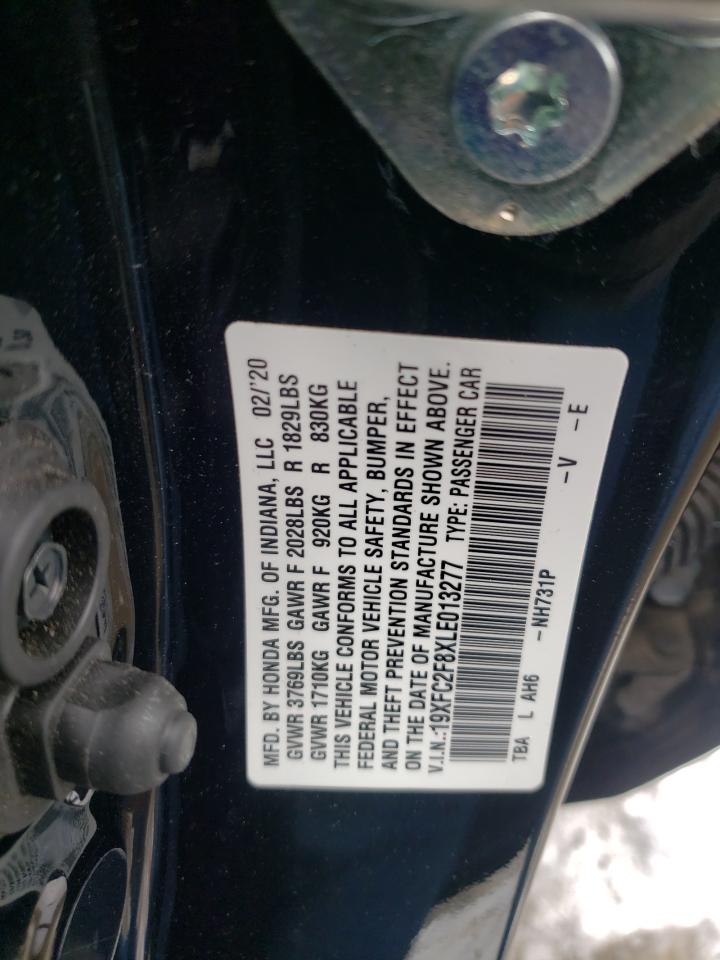 MFD. BY HONDA MFG. OF INDIANA, LLC 02/'20
GVWR 3769LBS GAWR F 2028LBS R 1829LBS
GVWR 1710KG GAWR F 920KG R 830KG
THIS VEHICLE CONFORMS TO ALL APPLICABLE
FEDERAL MOTOR VEHICLE SAFETY, BUMPER,
AND THEFT PREVENTION STANDARDS IN EFFECT
ON THE DATE OF MANUFACTURE SHOWN ABOVE.
V.I.N.:19XFC2F8XLE013277 TYPE: PASSENGER CAR
TBA L AH6 -NH731P -V -E